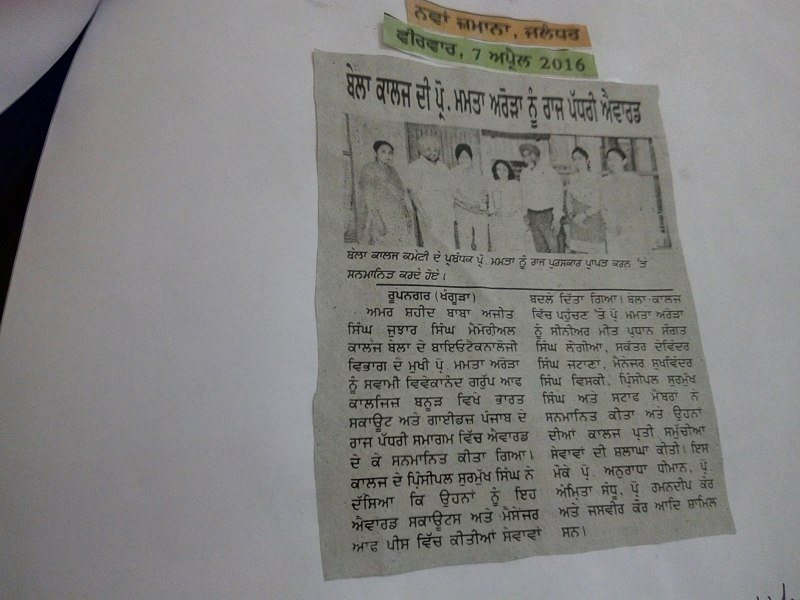 ਨਵਾਂ ਜ਼ਮਾਨਾ, ਜਲੰਧਰ
ਵੀਰਵਾਰ, 7 ਅਪ੍ਰੈਲ 2016
ਬੇਲਾ ਕਾਲਜ ਦੀ ਪ੍ਰੋ. ਮਮਤਾ ਅਰੋੜਾ ਨੂੰ ਰਾਜ ਪੱਧਰੀ ਐਵਾਰਡ
ਬੇਲਾ ਕਾਲਜ ਕਮੇਟੀ ਦੇ ਪ੍ਰਬੰਧਕ ਪ੍ਰੋ. ਮਮਤਾ ਨੂੰ ਰਾਜ ਪੁਰਸਕਾਰ ਪ੍ਰਾਪਤ ਕਰਨ 'ਤੇ
ਸਨਮਾਨਿਤ ਕਰਦੇ ਹੋਏ।
ਰੂਪਨਗਰ (ਖੰਗੂੜਾ)
ਅਮਰ ਸ਼ਹੀਦ ਬਾਬਾ ਅਜੀਤ
ਸਿੰਘ ਜੁਝਾਰ ਸਿੰਘ ਮੈਮੋਰੀਅਲ
ਕਾਲਜ ਬੇਲਾ ਦੇ ਬਾਇਓਟੈਕਨਾਲੋਜੀ
ਵਿਭਾਗ ਦੇ ਮੁਖੀ ਪ੍ਰੋ. ਮਮਤਾ ਅਰੋੜਾ
ਨੂੰ ਸਵਾਮੀ ਵਿਵੇਕਾਨੰਦ ਗਰੁੱਪ ਆਫ
ਕਾਲਜਿਜ਼ ਬਨੂੜ ਵਿਖੇ ਭਾਰਤ
ਸਕਾਊਟ ਅਤੇ ਗਾਈਡਜ਼ ਪੰਜਾਬ ਦੇ
ਰਾਜ ਪੱਧਰੀ ਸਮਾਗਮ ਵਿੱਚ ਐਵਾਰਡ
ਦੇ ਕੇ ਸਨਮਾਨਿਤ ਕੀਤਾ ਗਿਆ।
ਕਾਲਜ ਦੇ ਪ੍ਰਿੰਸੀਪਲ ਸੁਰਮੁੱਖ ਸਿੰਘ ਨੇ
ਦੱਸਿਆ ਕਿ ਉਹਨਾਂ ਨੂੰ ਇਹ
ਐਵਾਰਡ ਸਕਾਊਟਸ ਅਤੇ ਮੈਸੇਂਜਰ
ਆਫ ਪੀਸ ਵਿੱਚ ਕੀਤੀਆਂ ਸੇਵਾਵਾਂ
ਬਦਲੇ ਦਿੱਤਾ ਗਿਆ। ਬੇਲਾ ਕਾਲਜ
ਵਿੱਚ ਪਹੁੰਚਣ 'ਤੇ ਪ੍ਰੋ. ਮਮਤਾ ਅਰੋੜਾ
ਨੂੰ ਸੀਨੀਅਰ ਮੀਤ ਪ੍ਰਧਾਨ ਸੰਗਤ
ਸਿੰਘ ਲੌਂਗੀਆ, ਸਕੱਤਰ ਦਵਿੰਦਰ
ਸਿੰਘ ਜਟਾਣਾ, ਮੈਨੇਜਰ ਸੁਖਵਿੰਦਰ
ਸਿੰਘ ਵਿਸਕੀ, ਪ੍ਰਿੰਸੀਪਲ ਸੁਰਮੁੱਖ
ਸਿੰਘ ਅਤੇ ਸਟਾਫ ਮੈਂਬਰਾਂ ਨੇ
ਸਨਮਾਨਿਤ ਕੀਤਾ ਅਤੇ ਉਹਨਾਂ
ਦੀਆਂ ਕਾਲਜ ਪ੍ਰਤੀ ਸਮੁੱਚੀਆਂ
ਸੇਵਾਵਾਂ ਦੀ ਸ਼ਲਾਘਾ ਕੀਤੀ। ਇਸ
ਮੌਕੇ ਪ੍ਰੋ. ਅਨੁਰਾਧਾ ਧੀਮਾਨ, ਪ੍ਰੋ.
ਅੰਮ੍ਰਿਤਾ ਸੰਧੂ, ਪ੍ਰੋ. ਰਮਨਦੀਪ ਕੌਰ
ਅਤੇ ਜਸਵੀਰ ਕੌਰ ਆਦਿ ਸ਼ਾਮਿਲ
ਸਨ।